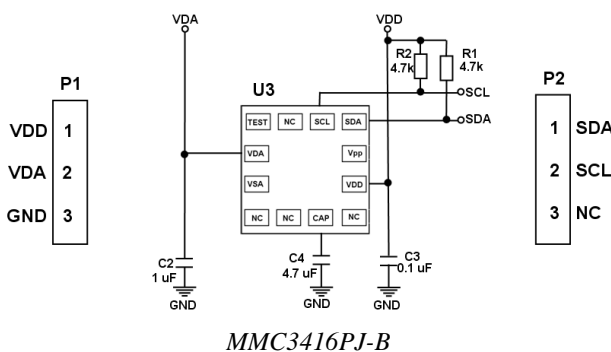 VDA VDD
R2 R1
4.7k 4.7k
P1
P2
U3
SCL
VDD 1
TEST NC SCL SDA
SDA
1 SDA
VDA Vpp
VDA 2
2 SCL
VSA VDD
GND 3
3 NC
NC NC CAP NC
C2
1 uF
C4
4.7 uF
C3
0.1 uF
GND GND GND
MMC3416PJ-B